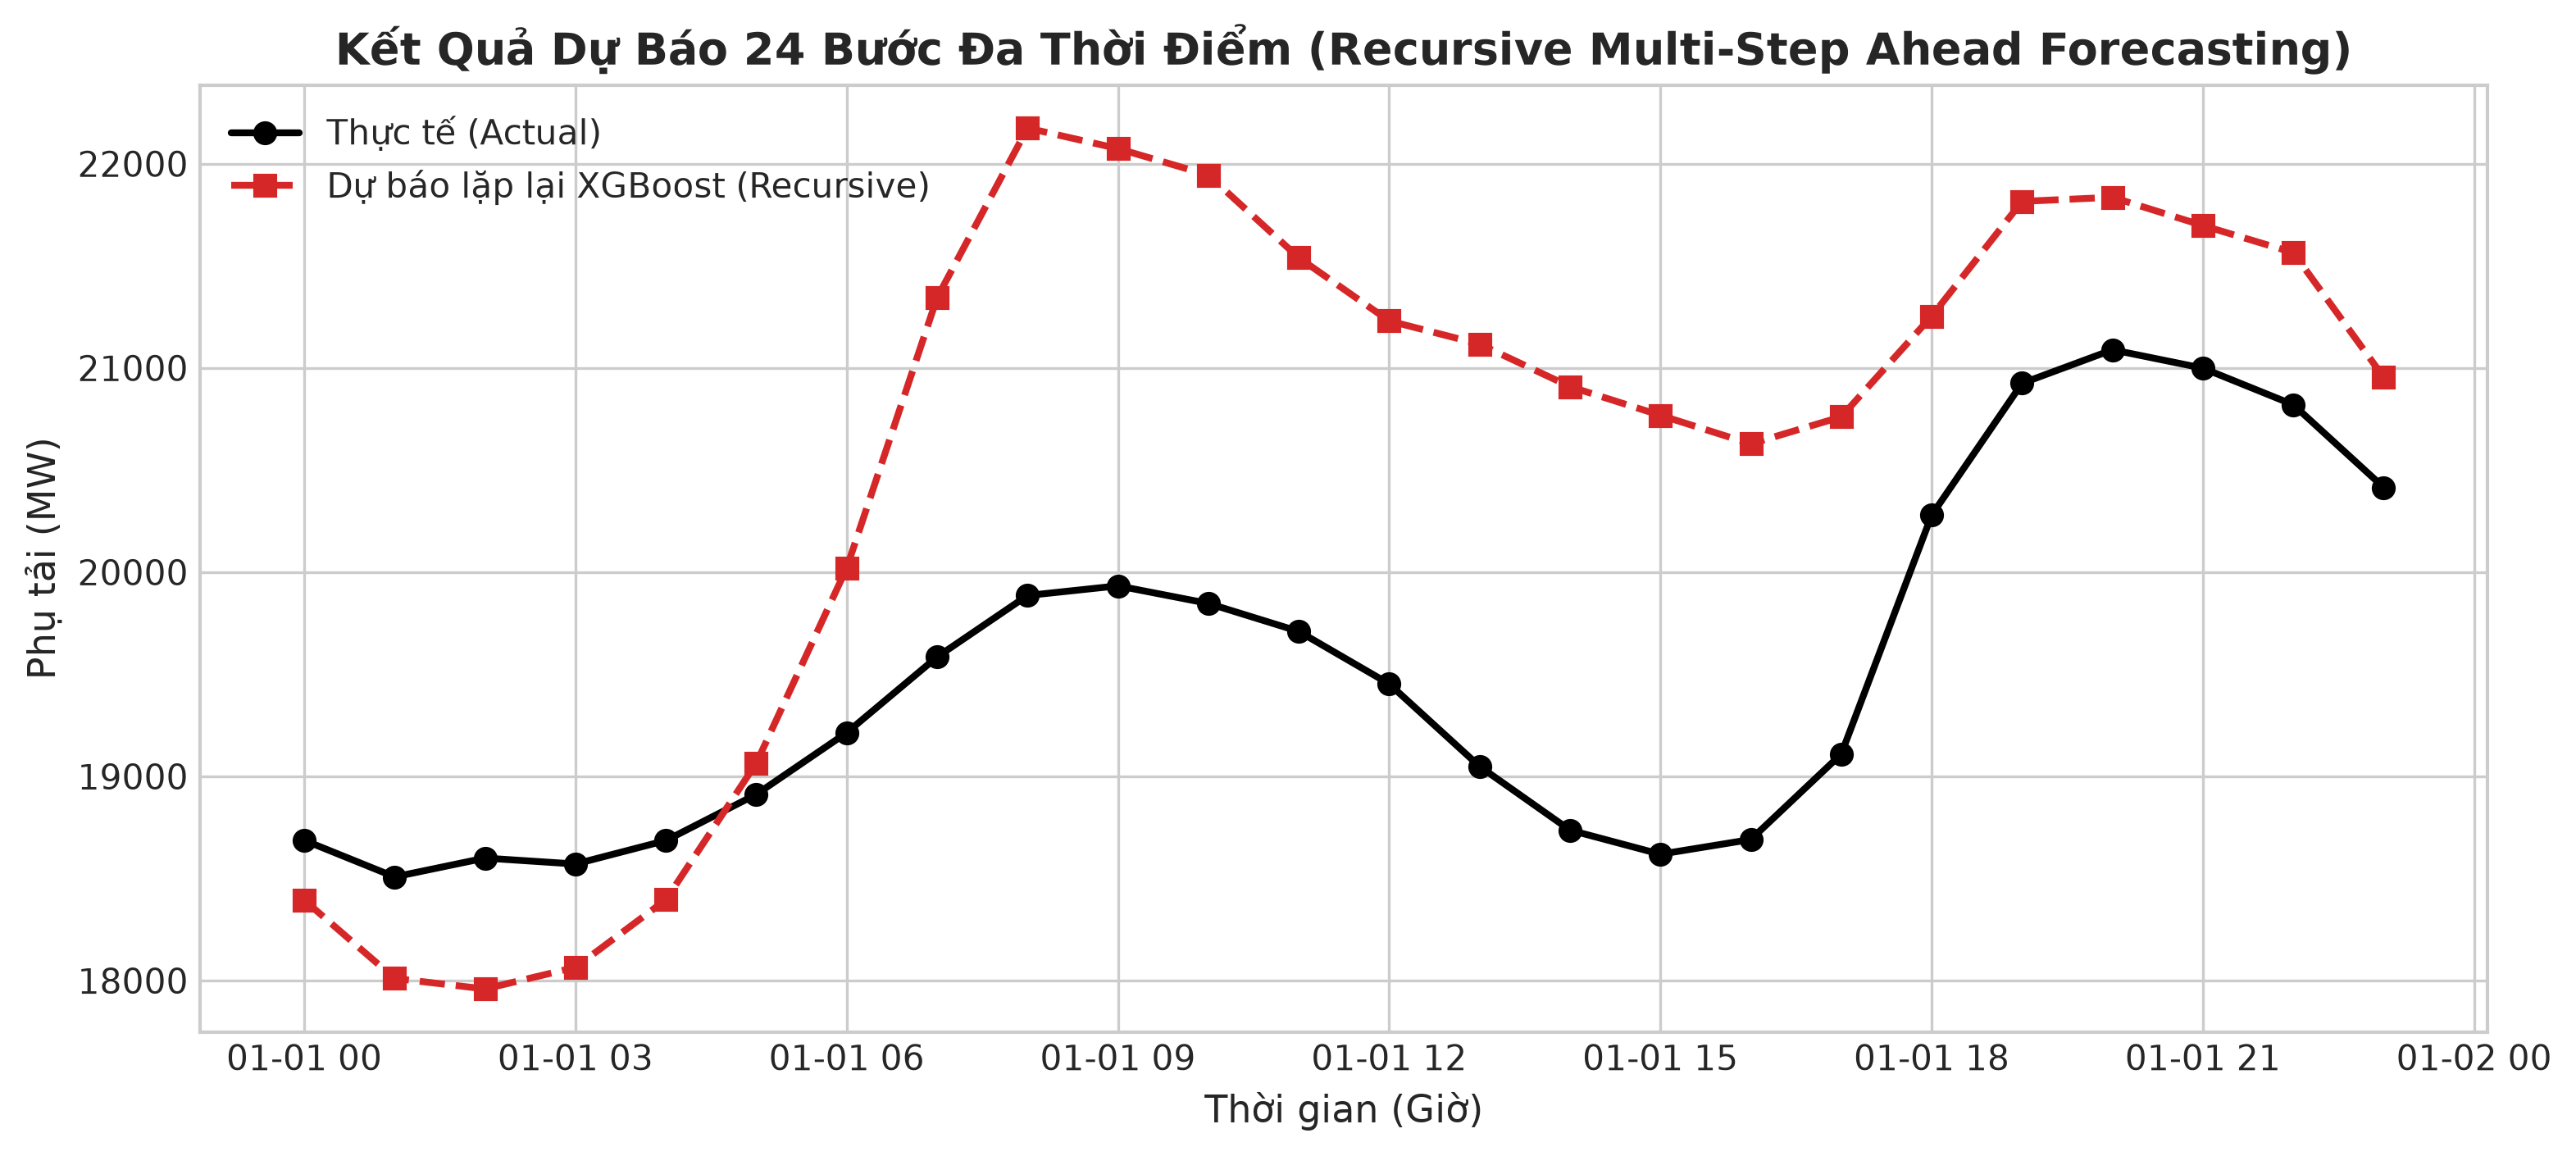 Kết Quả Dự Báo 24 Bước Đa Thời Điểm (Recursive Multi-Step Ahead Forecasting)
Thực tế (Actual)
Dự báo lặp lại XGBoost (Recursive)
Phụ tải (MW)
22000
21000
20000
19000
18000
01-01 00
01-01 03
01-01 06
01-01 09
01-01 12
01-01 15
01-01 18
01-01 21
01-02 00
Thời gian (Giờ)